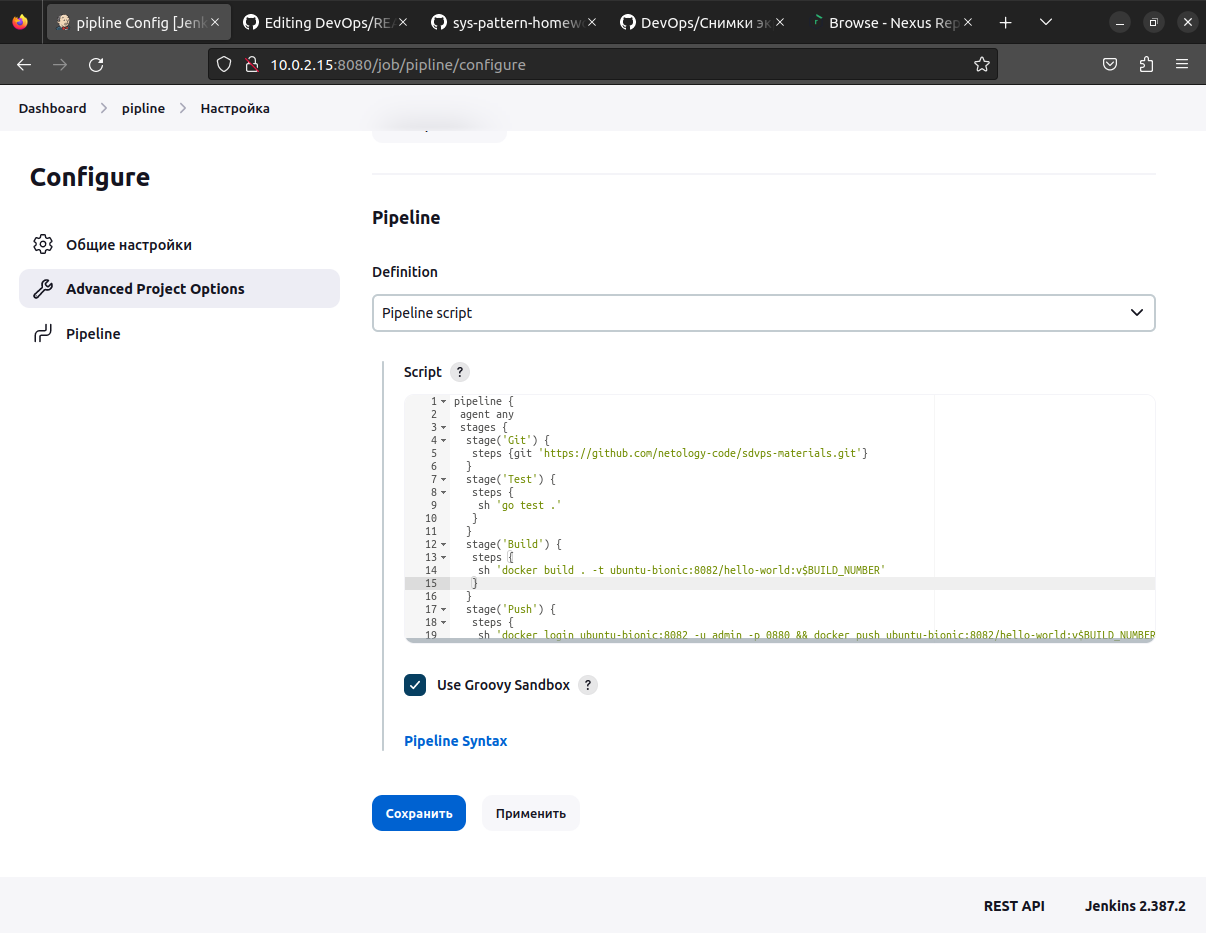 pipline Config [Jenk
Editing DevOps/REA
sys-pattern-homew
DevOps/Снимки эк
Browse - Nexus Rep
10.0.2.15:8080/job/pipline/configure
Dashboard pipline Настройка
Configure
Общие настройки
Advanced Project Options
Pipeline
Pipeline
Definition
Pipeline script
Script ?
1 pipeline {
2 agent any
3 stages {
4 stage('Git') {
5 steps {git 'https://github.com/netology-code/sdvps-materials.git'}
6 }
7 stage('Test') {
8 steps {
9 sh 'go test .'
10 }
11 }
12 stage('Build') {
13 steps {
14 sh 'docker build . -t ubuntu-bionic:8082/hello-world:v$BUILD_NUMBER'
15 }
16 }
17 stage('Push') {
18 steps {
19 sh 'docker login ubuntu-bionic:8082 -u admin -p 0880 && docker push ubuntu-bionic:8082/hello-world:v$BUILD_NUMBER
Use Groovy Sandbox ?
Pipeline Syntax
Сохранить
Применить
REST API
Jenkins 2.387.2